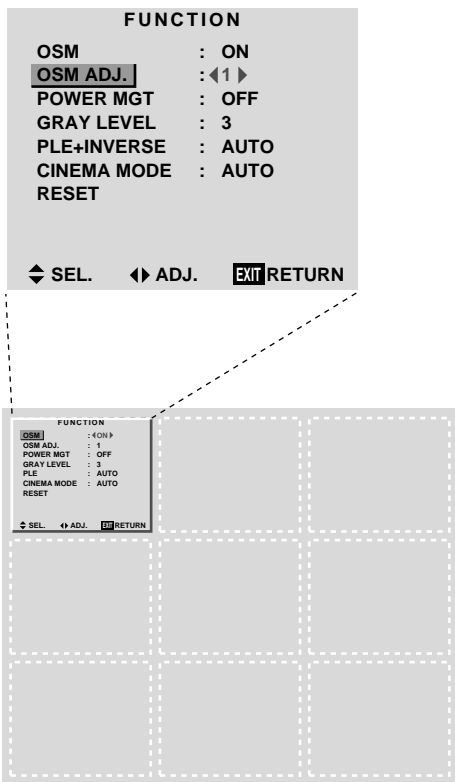 FUNCTION
OSM : ON
OSM ADJ. : ◀1▶
POWER MGT : OFF
GRAY LEVEL : 3
PLE+INVERSE : AUTO
CINEMA MODE : AUTO
RESET
SEL. ADJ. EXIT RETURN
FUNCTION
OSM : ◀ON▶
OSM ADJ. : 1
POWER MGT : OFF
GRAY LEVEL : 3
PLE : AUTO
CINEMA MODE : AUTO
RESET
SEL. ADJ. EXIT RETURN